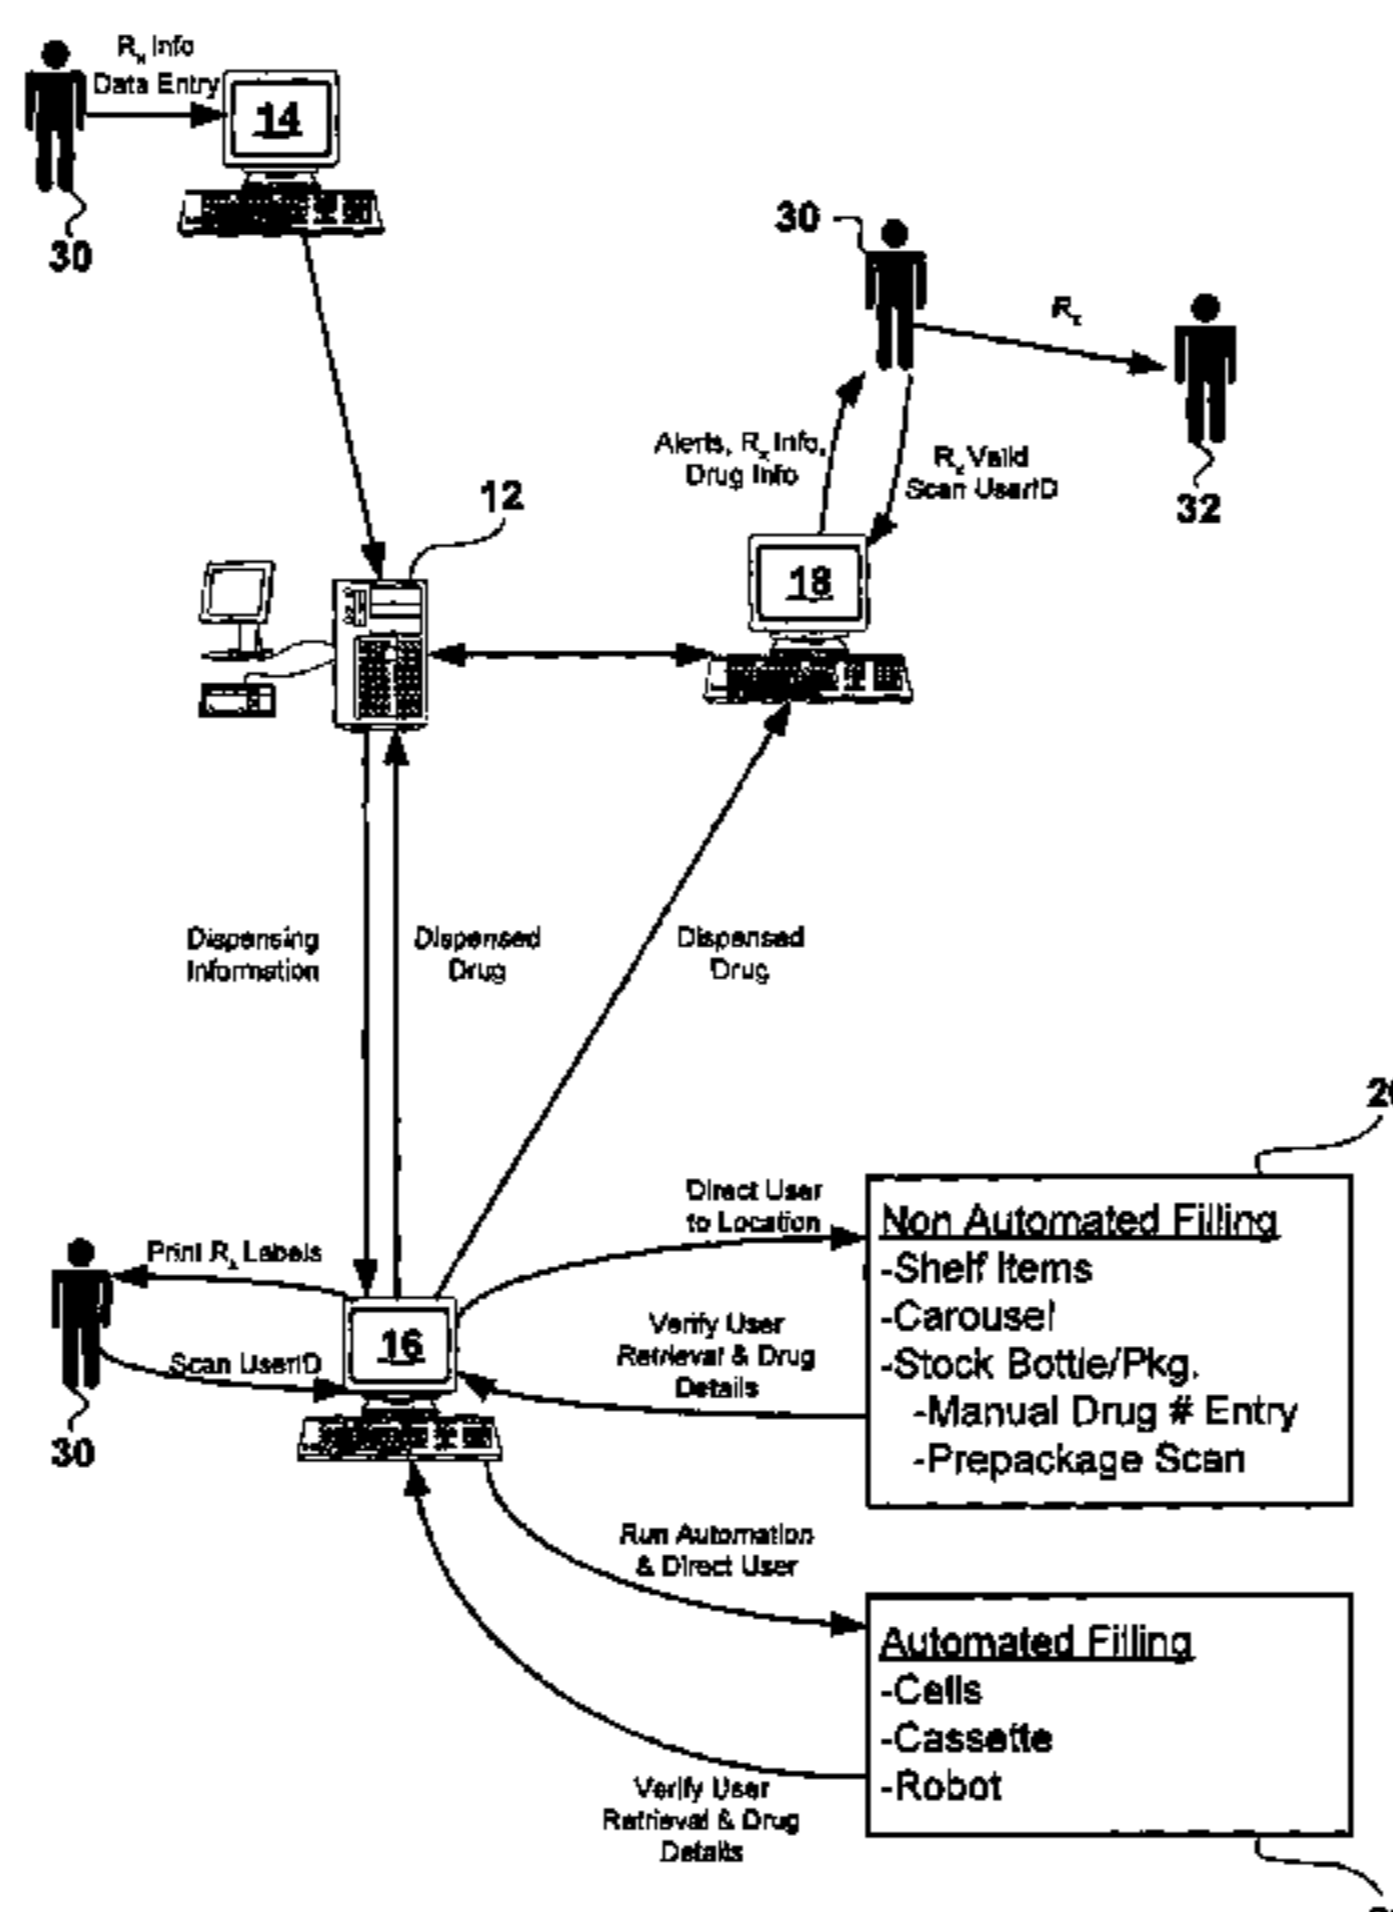 Rx Info
Data Entry
14
30
30
Rx
32
Alerts, Rx Info,
Drug Info
Rx Valid
Scan UserID
12
18
Dispensing
Information
Dispensed
Drug
Dispensed
Drug
Direct User
to Location
Non Automated Filling
-Shelf Items
-Carousel
-Stock Bottle/Pkg.
-Manual Drug # Entry
-Prepackage Scan
Print Rx Labels
Scan UserID
16
30
Verify User
Retrieval & Drug
Details
Run Automation
& Direct User
Automated Filling
-Cells
-Cassette
-Robot
Verify User
Retrieval & Drug
Details